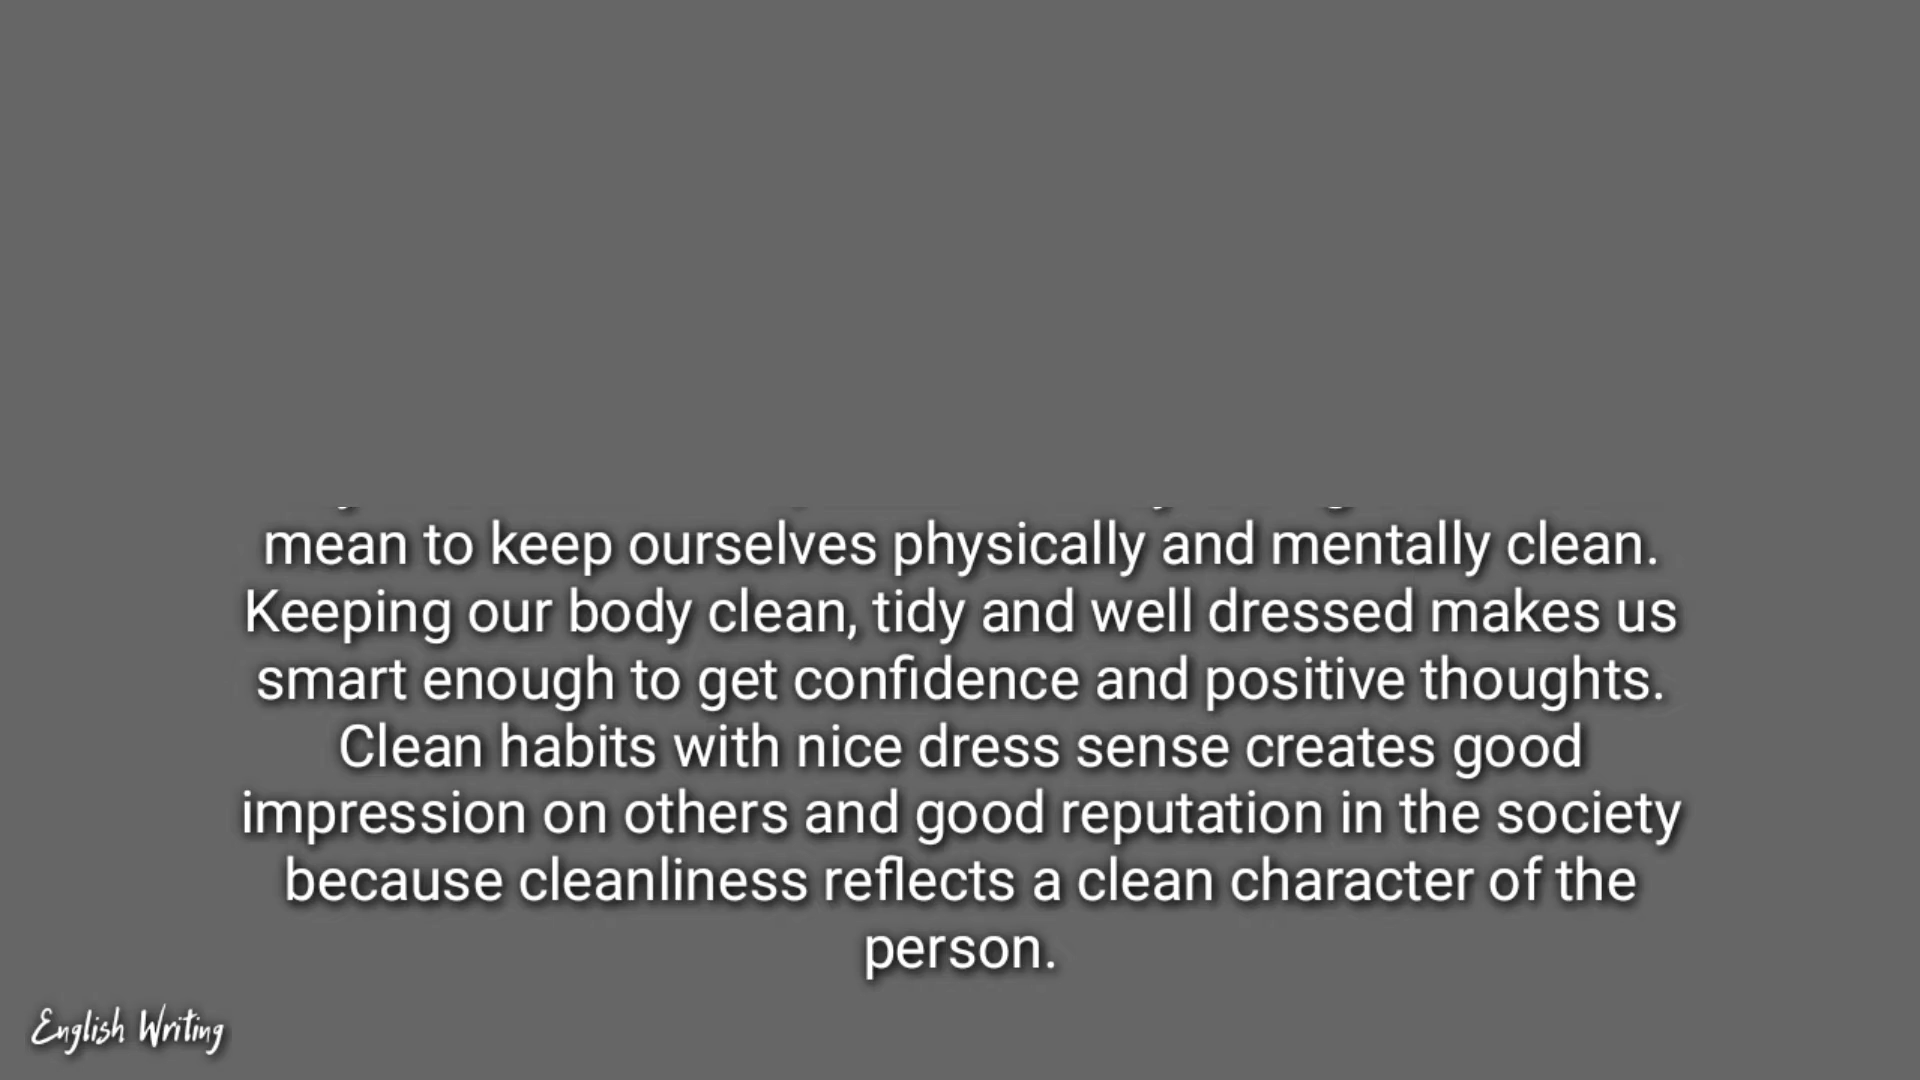 mean to keep ourselves physically and mentally clean.
Keeping our body clean, tidy and well dressed makes us
smart enough to get confidence and positive thoughts.
Clean habits with nice dress sense creates good
impression on others and good reputation in the society
because cleanliness reflects a clean character of the
person.
English Writing